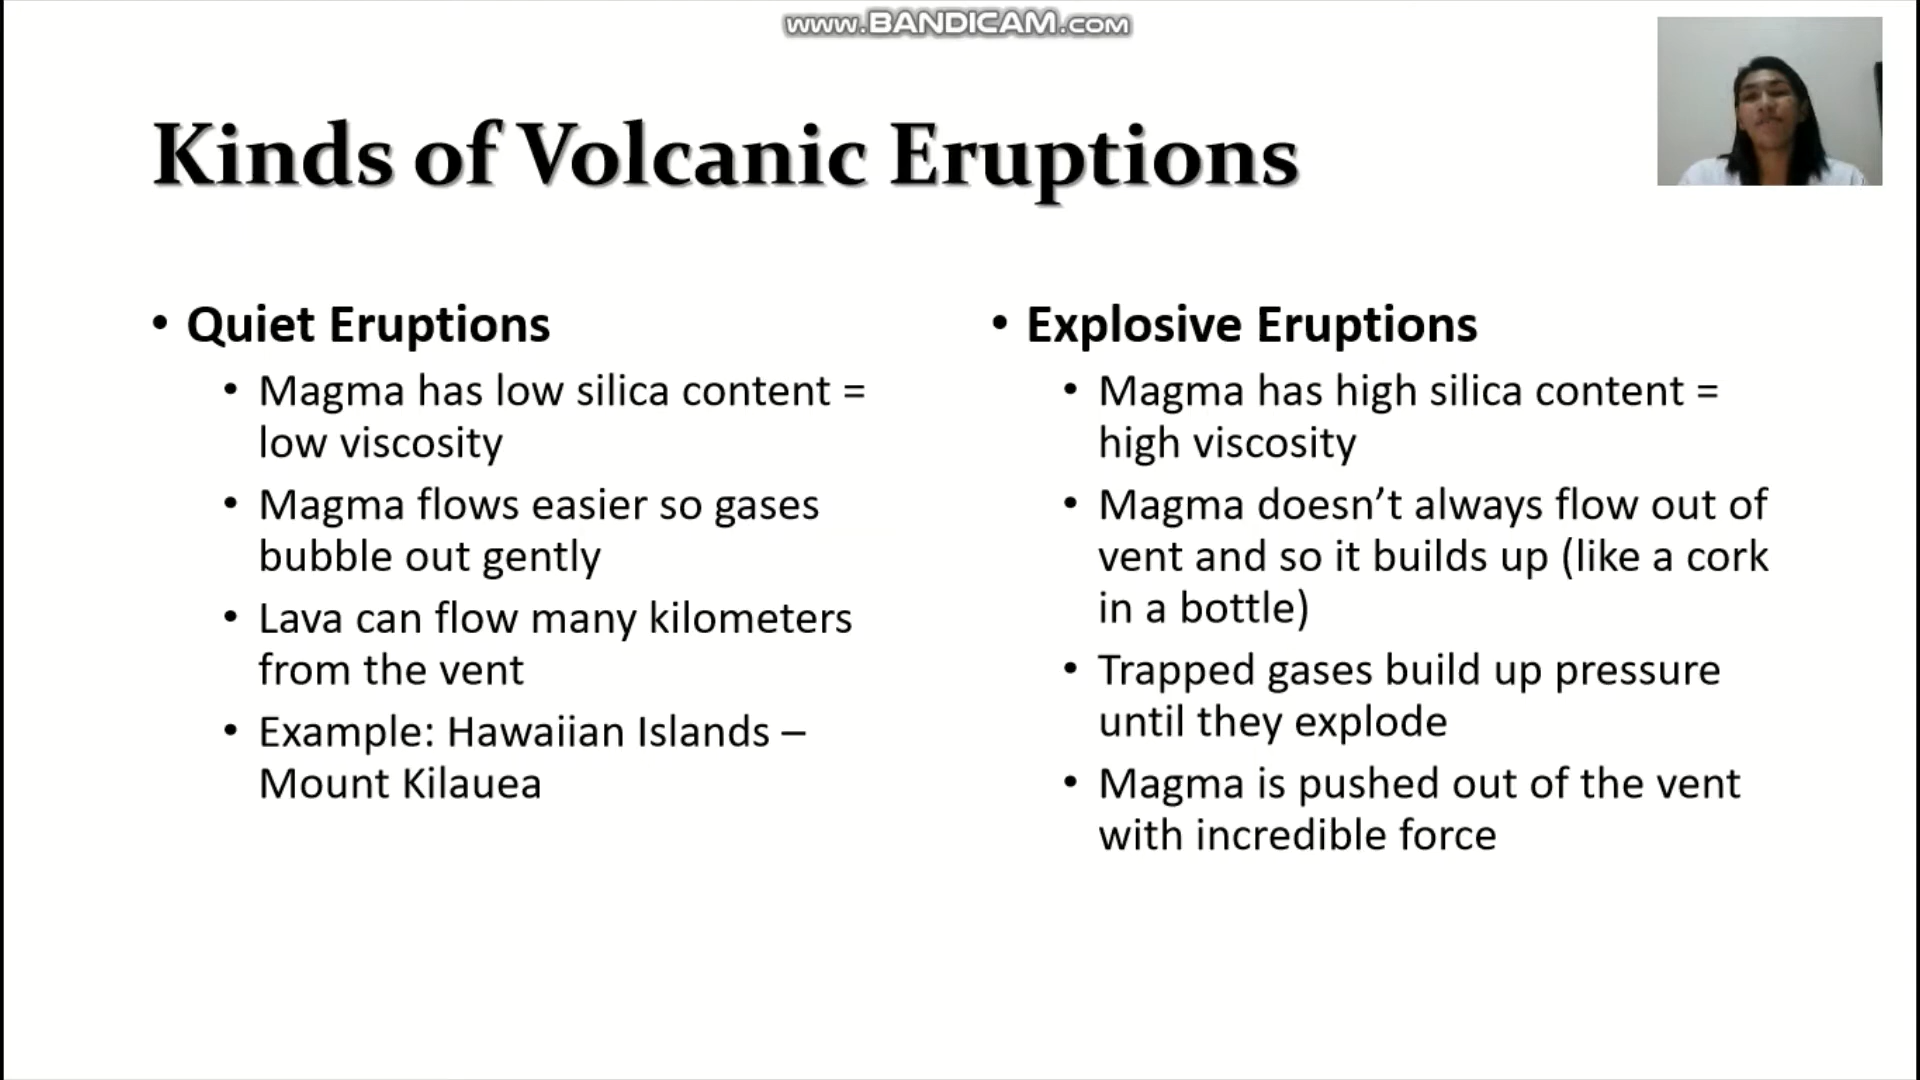 www.BANDICAM.com
Kinds of Volcanic Eruptions
• Quiet Eruptions
• Magma has low silica content =
low viscosity
• Magma flows easier so gases
bubble out gently
• Lava can flow many kilometers
from the vent
• Example: Hawaiian Islands –
Mount Kilauea
• Explosive Eruptions
• Magma has high silica content =
high viscosity
• Magma doesn’t always flow out of
vent and so it builds up (like a cork
in a bottle)
• Trapped gases build up pressure
until they explode
• Magma is pushed out of the vent
with incredible force